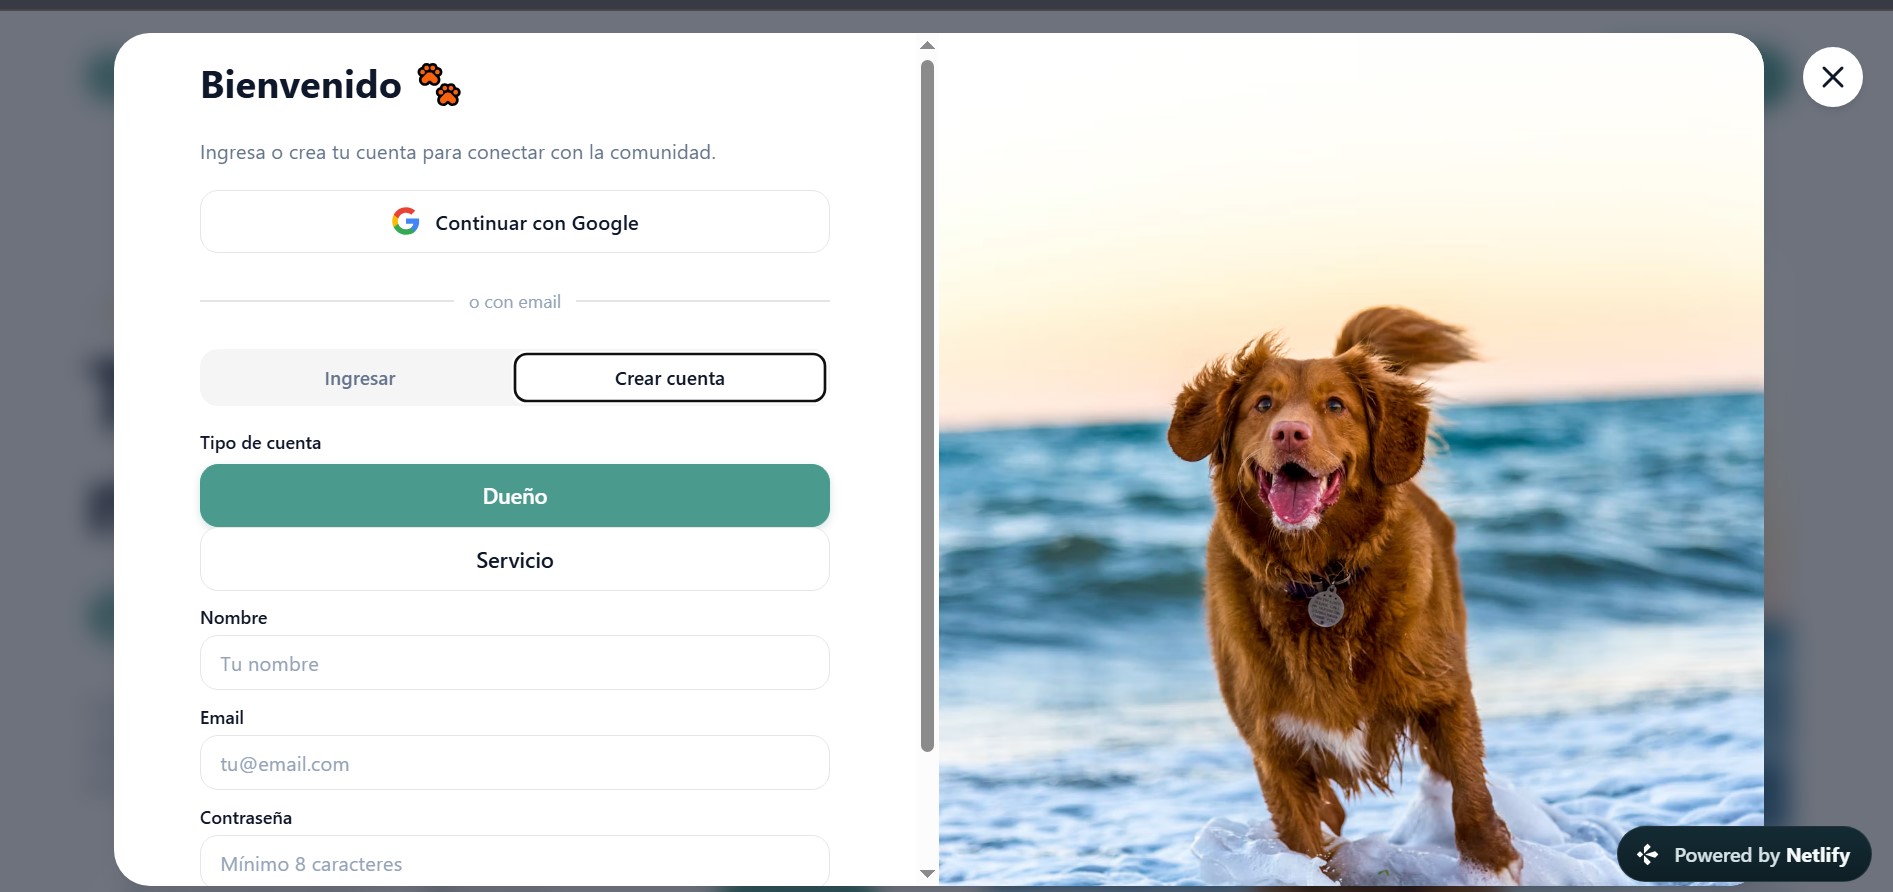 Bienvenido
Ingresa o crea tu cuenta para conectar con la comunidad.
Continuar con Google
o con email
Ingresar
Crear cuenta
Tipo de cuenta
Dueño
Servicio
Nombre
Tu nombre
Email
tu@email.com
Contraseña
Mínimo 8 caracteres
Powered by Netlify